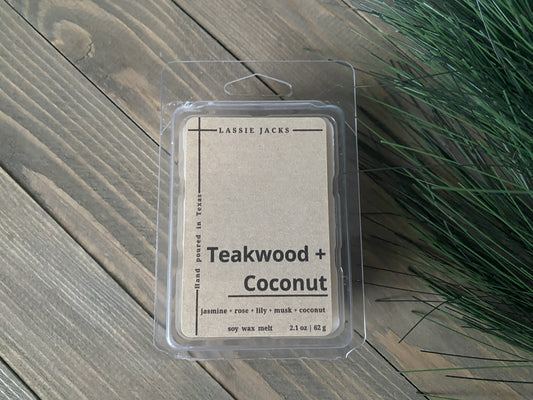 LASSIE JACKS
Hand poured in Texas
Teakwood +
Coconut
jasmine + rose + lily + musk + coconut
soy wax melt 2.1 oz | 62 g